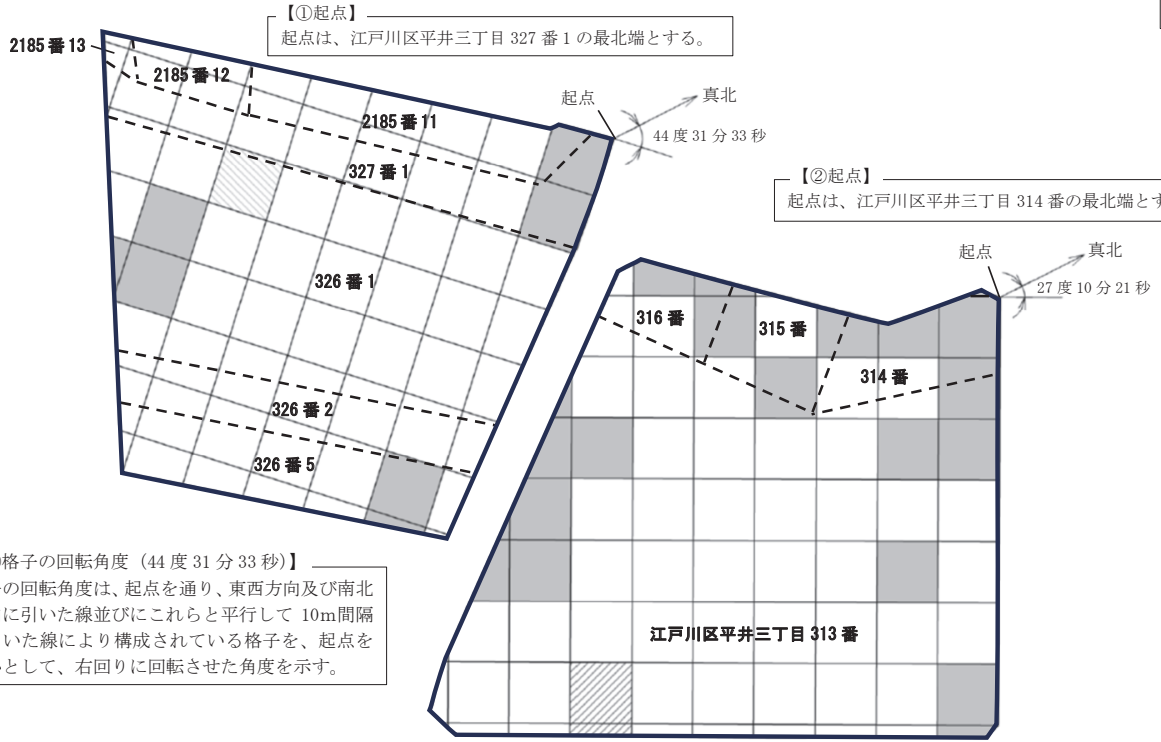 【①起点】
起点は、江戸川区平井三丁目 327 番 1 の最北端とする。
2185 番 13
2185 番 12
2185 番 11
327 番 1
起点
真北
44 度 31 分 33 秒
【②起点】
起点は、江戸川区平井三丁目 314 番の最北端とす
326 番 1
起点
真北
27 度 10 分 21 秒
316 番
315 番
314 番
326 番 2
326 番 5
格子の回転角度（44 度 31 分 33 秒）】
の回転角度は、起点を通り、東西方向及び南北
に引いた線並びにこれらと平行して 10m間隔
いた線により構成されている格子を、起点を
として、右回りに回転させた角度を示す。
江戸川区平井三丁目 313 番